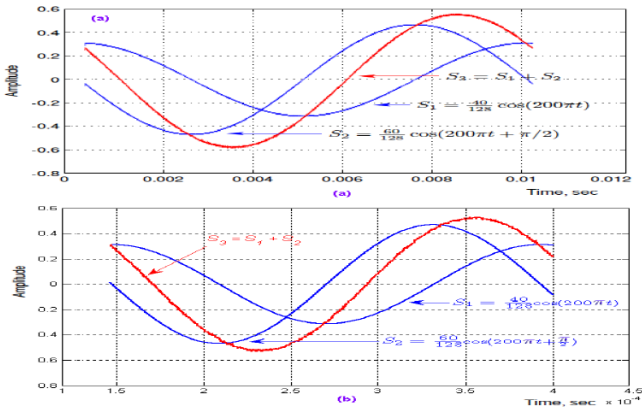 (a)
0.6
0.4
0.2
0
-0.2
-0.4
-0.6
-0.8
Amplitude
S₃ = S₁ + S₂
S₁ = 40/128 cos(200πt)
S₂ = 60/128 cos(200πt + π/2)
0 0.002 0.004 0.006 0.008 0.01 0.012
(a)
Time, sec
0.6
0.4
0.2
0
0.2
0.4
0.6
0.8
Amplitude
S₃ = S₁ + S₂
S₁ = 40/128 cos(200πt)
S₂ = 60/128 cos(200πt + π/2)
1.5 2.5 3.5 4.5
(b)
Time, sec × 10⁻⁴